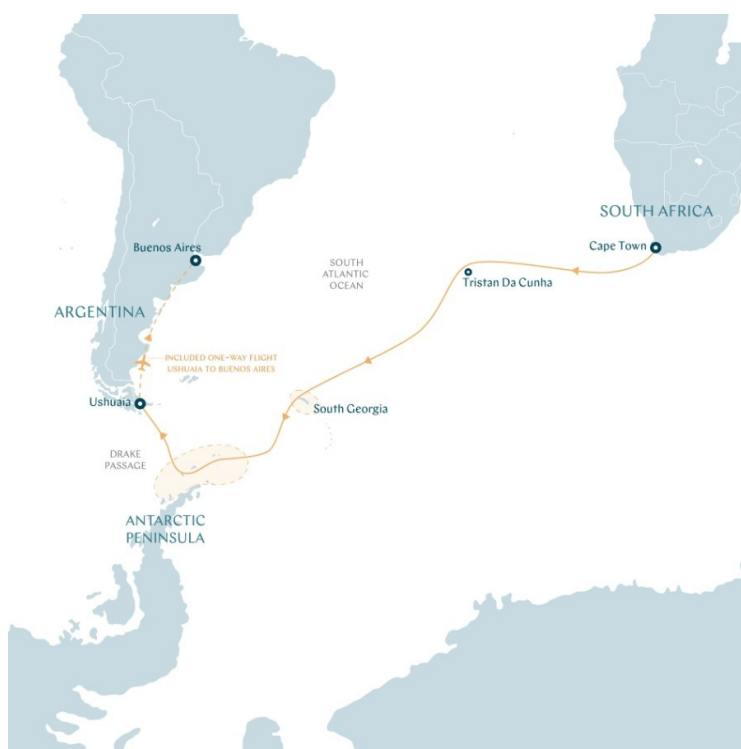 SOUTH AFRICA
Buenos Aires
Cape Town
SOUTH
ATLANTIC
OCEAN
Tristan Da Cunha
ARGENTINA
INCLUDED ONE-WAY FLIGHT
USHUAIA TO BUENOS AIRES
Ushuaia
South Georgia
DRAKE
PASSAGE
ANTARCTIC
PENINSULA